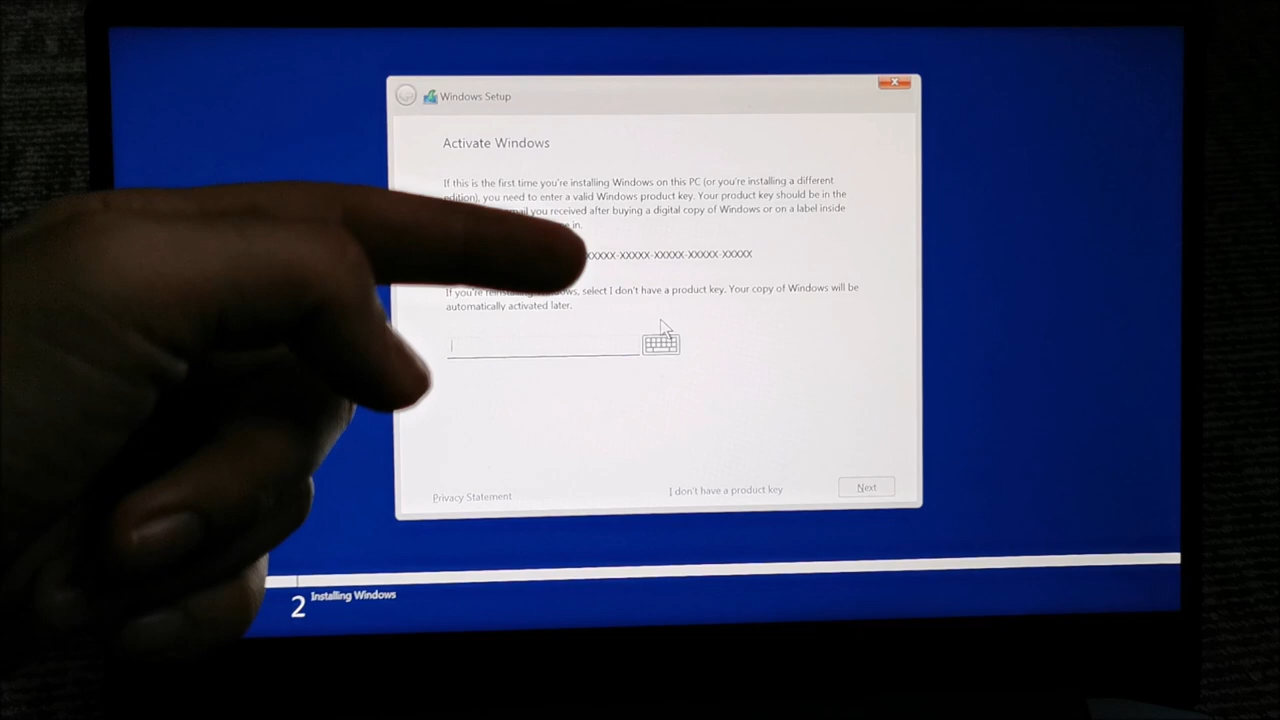 Windows Setup
Activate Windows
If this is the first time you're installing Windows on this PC (or you're installing a different
edition), you need to enter a valid Windows product key. Your product key should be in the
email you received after buying a digital copy of Windows or on a label inside
in.
XXXXX-XXXXX-XXXXX-XXXXX-XXXXX
If you're reinstalling Windows, select I don't have a product key. Your copy of Windows will be
automatically activated later.
Privacy Statement
I don't have a product key
Next
2
Installing Windows